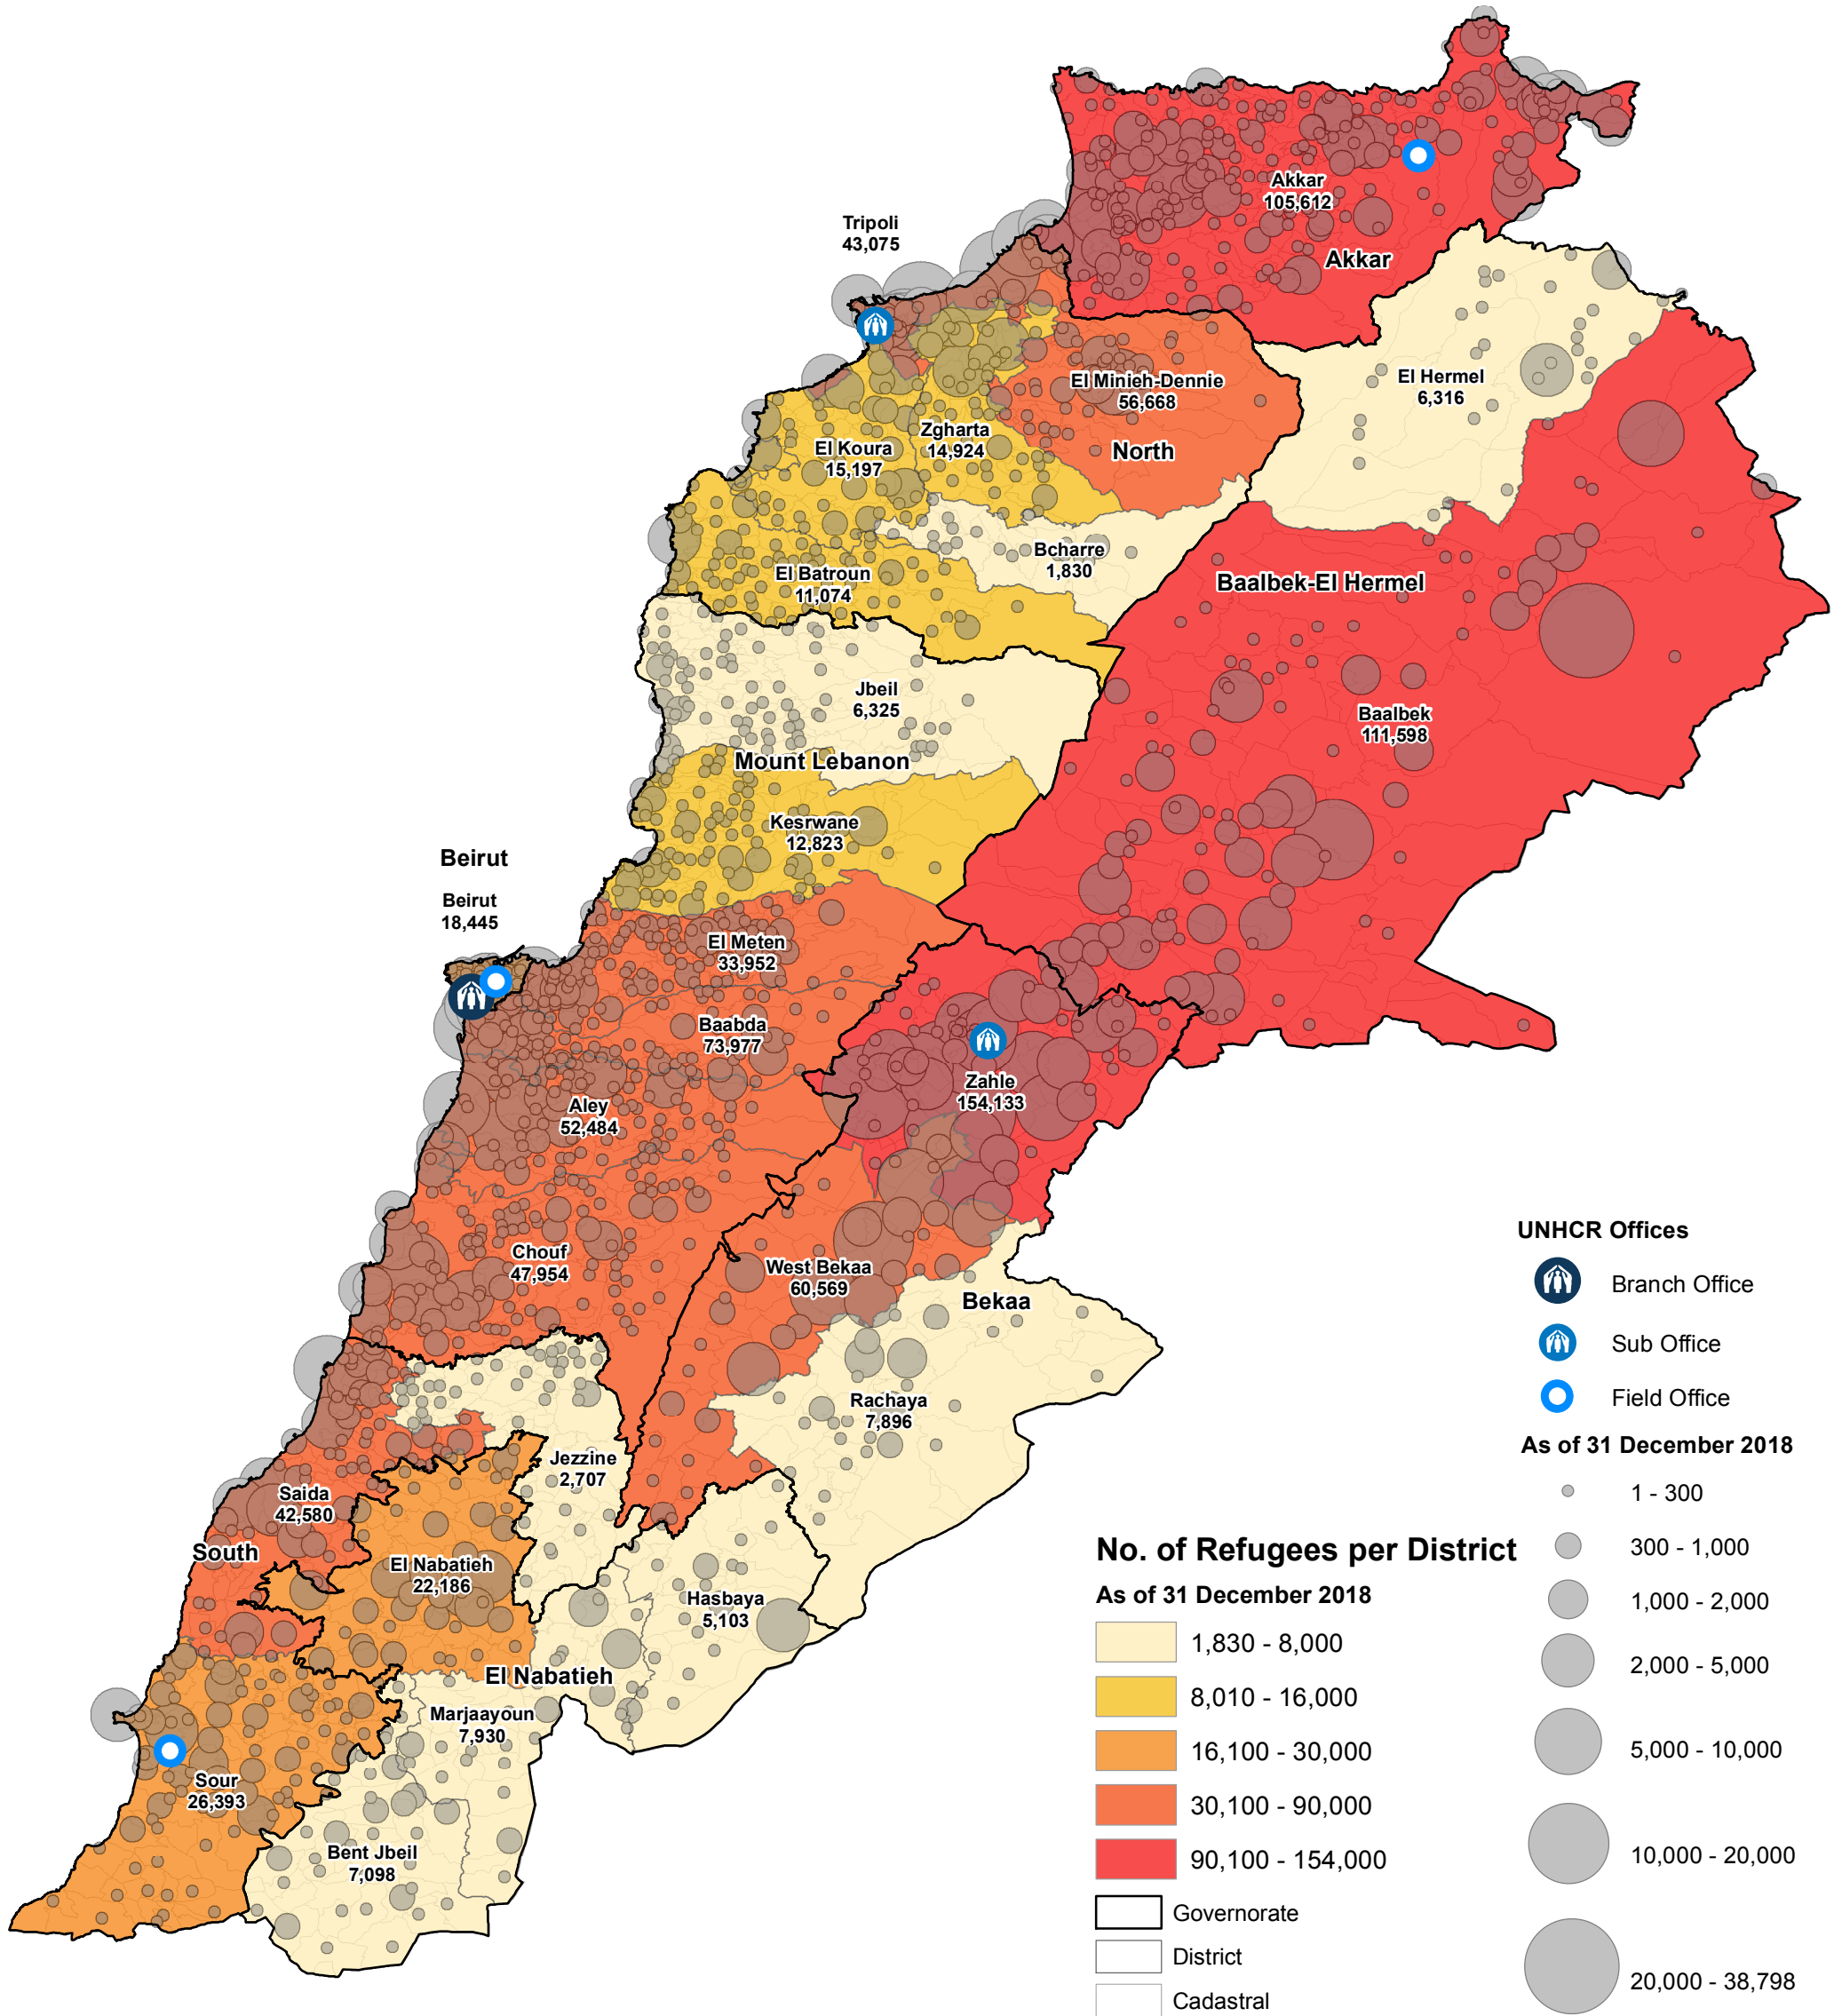 Akkar
105,612
Akkar
Tripoli
43,075
El Hermel
6,316
El Minieh-Dennie
56,668
Zgharta
14,924
El Koura
15,197
North
Bcharre
1,830
El Batroun
11,074
Baalbek-El Hermel
Jbeil
6,325
Baalbek
111,598
Mount Lebanon
Kesrwane
12,823
Beirut
Beirut
18,445
El Meten
33,952
Baabda
73,977
Zahle
154,133
Aley
52,484
Chouf
47,954
West Bekaa
60,569
Bekaa
Rachaya
7,896
Jezzine
2,707
Saida
42,580
South
El Nabatieh
22,186
Hasbaya
5,103
El Nabatieh
Marjaayoun
7,930
Sour
26,393
Bent Jbeil
7,098
UNHCR Offices
Branch Office
Sub Office
Field Office
As of 31 December 2018
1 - 300
300 - 1,000
1,000 - 2,000
2,000 - 5,000
5,000 - 10,000
10,000 - 20,000
20,000 - 38,798
No. of Refugees per District
As of 31 December 2018
1,830 - 8,000
8,010 - 16,000
16,100 - 30,000
30,100 - 90,000
90,100 - 154,000
Governorate
District
Cadastral